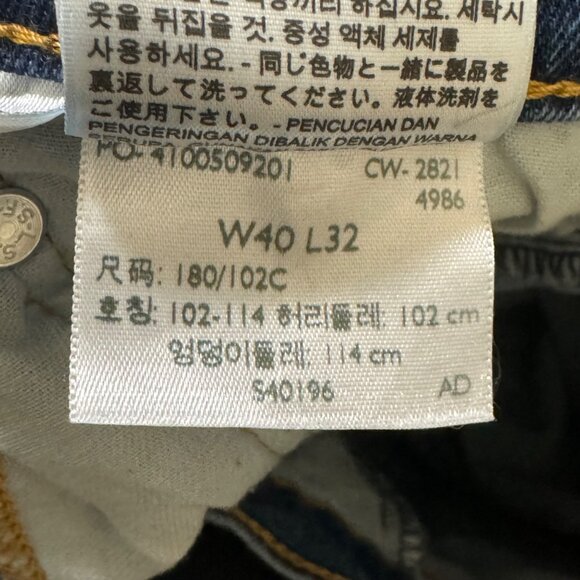 옷을 뒤집을 것. 중성 액체 세제를
사용하세요. - 同じ色物と一緒に製品を
裏返して洗ってください。液体洗剤を
ご使用下さい。- PENCUCIAN DAN
PENGERINGAN DIBALIK DENGAN WARNA
PO- 4100509201 CW- 2821
4986
W40 L32
尺码: 180/102C
호칭: 102-114 허리둘레: 102 cm
엉덩이둘레: 114 cm
S40196 AD